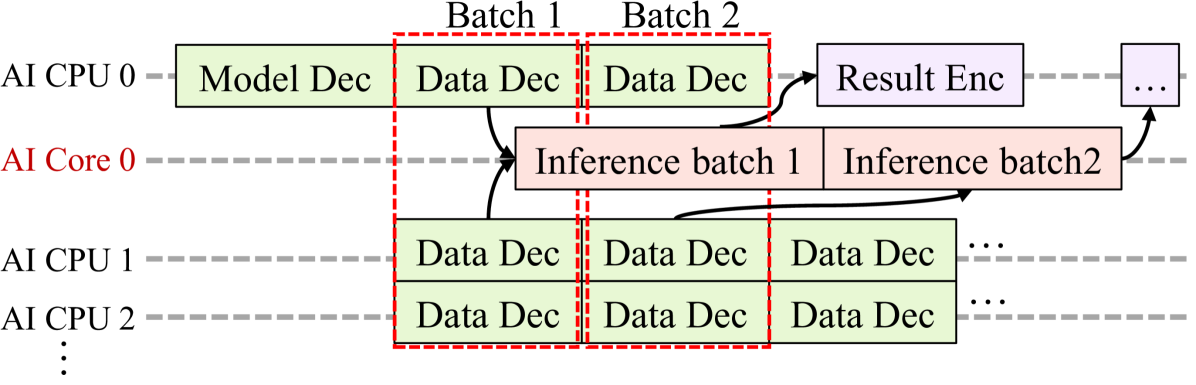 Batch 1 Batch 2
AI CPU 0 Model Dec Data Dec Data Dec Result Enc ...
AI Core 0 Inference batch 1 Inference batch2
AI CPU 1 Data Dec Data Dec Data Dec ...
AI CPU 2 Data Dec Data Dec Data Dec ...
⋮